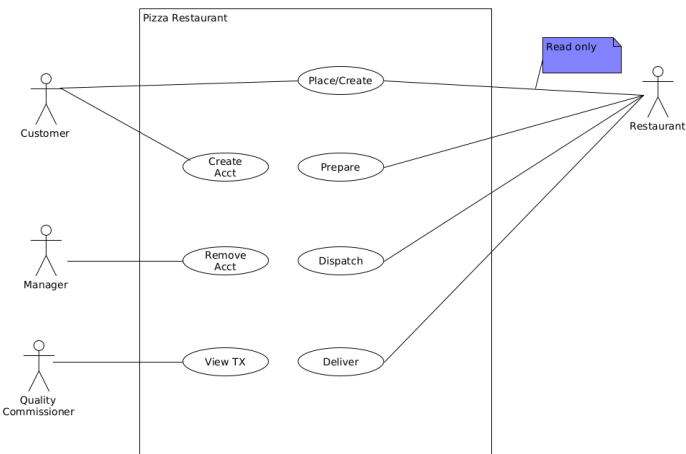 Pizza Restaurant
Read only
Place/Create
Customer
Restaurant
Create
Acct
Prepare
Manager
Remove
Acct
Dispatch
View TX
Deliver
Quality
Commissioner